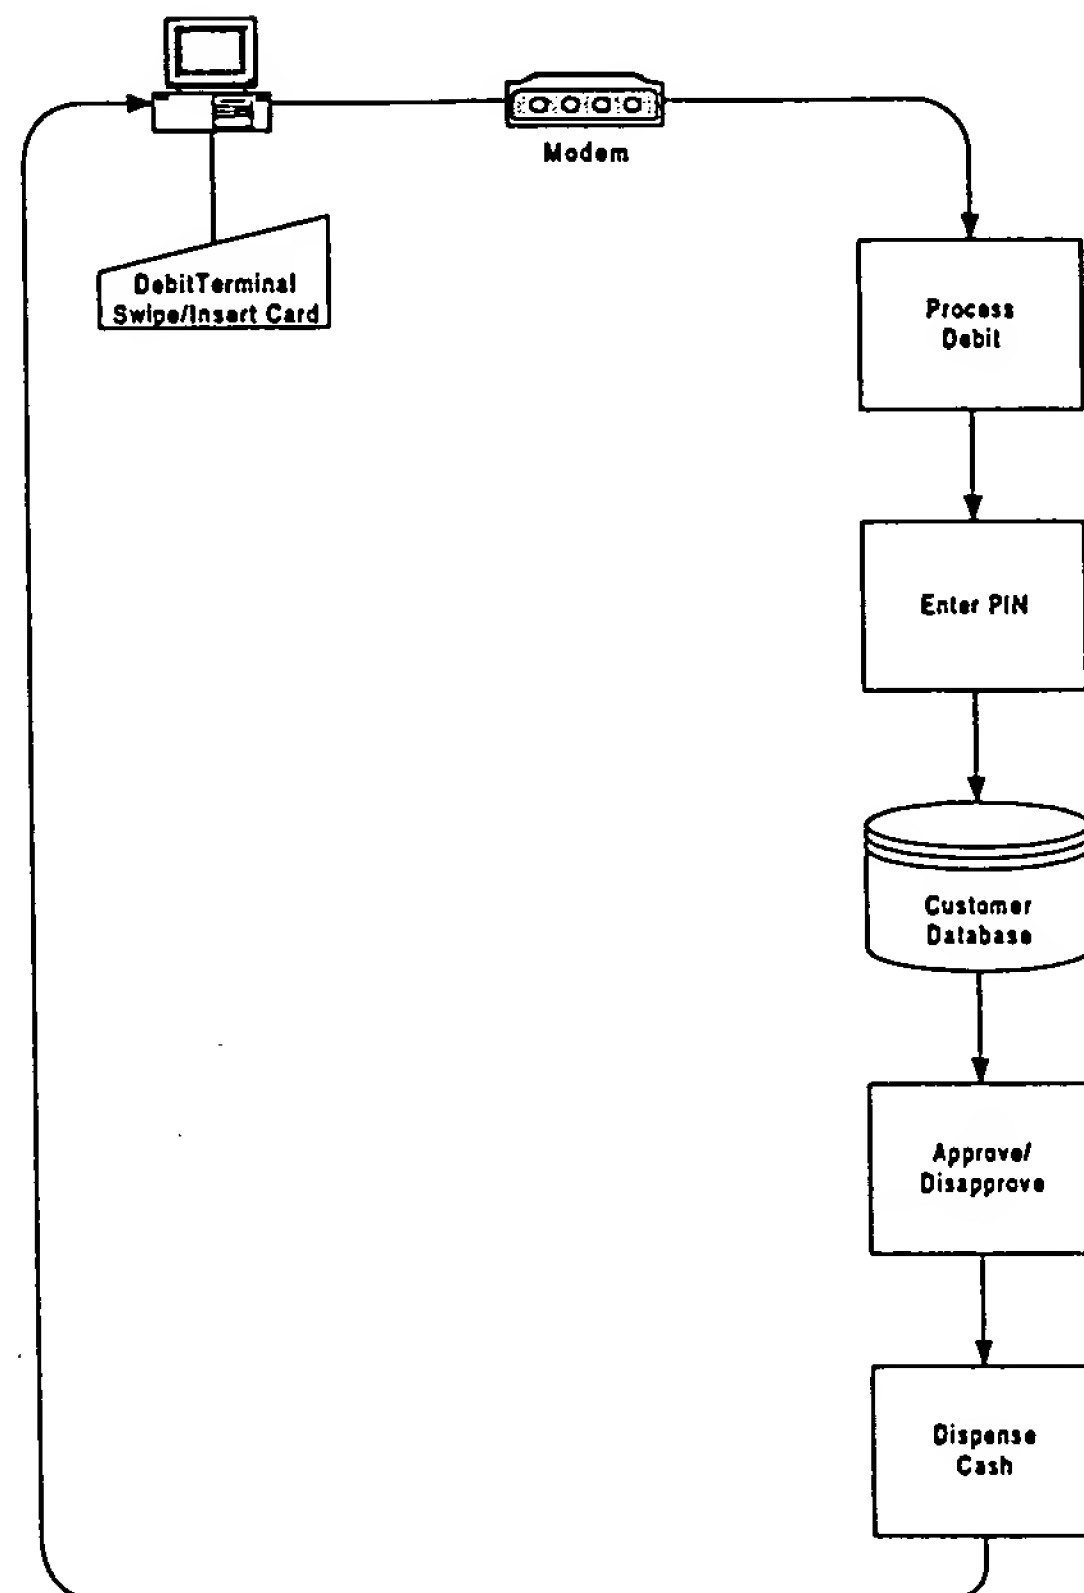 Modem
DebitTerminal
Swipe/Insert Card
Process
Debit
Enter PIN
Customer
Database
Approve/
Disapprove
Dispense
Cash